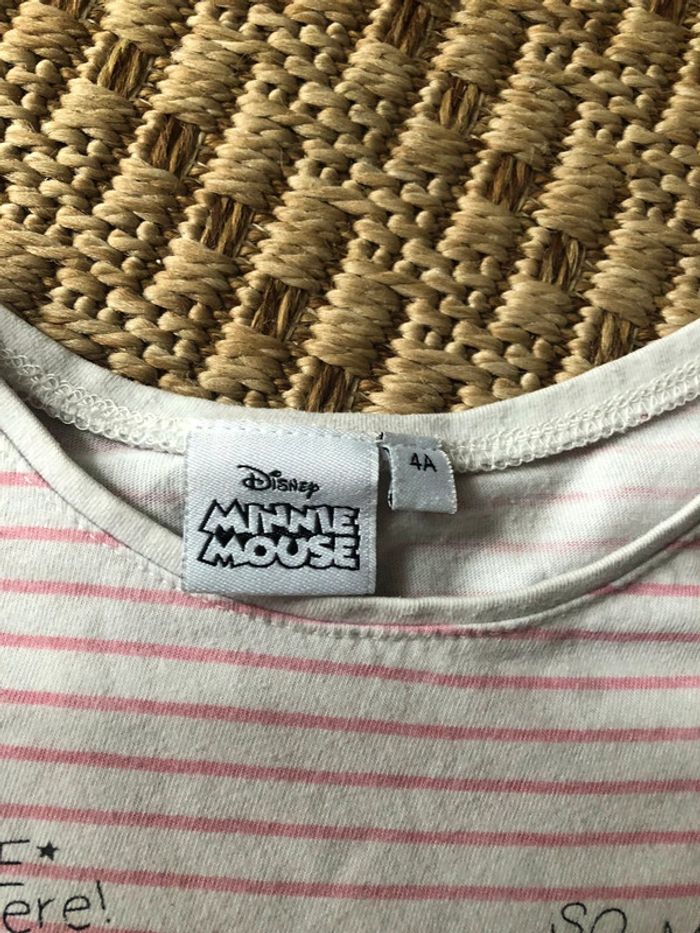 Disney
MINNIE
MOUSE
4A
ere!
so